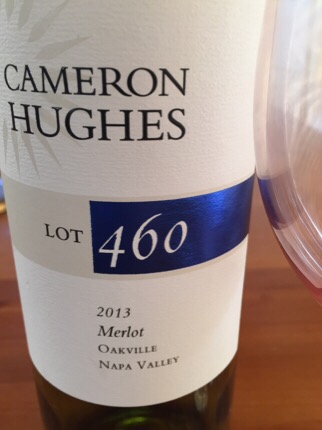 CAMERON
HUGHES
LOT 460
2013
Merlot
OAKVILLE
NAPA VALLEY